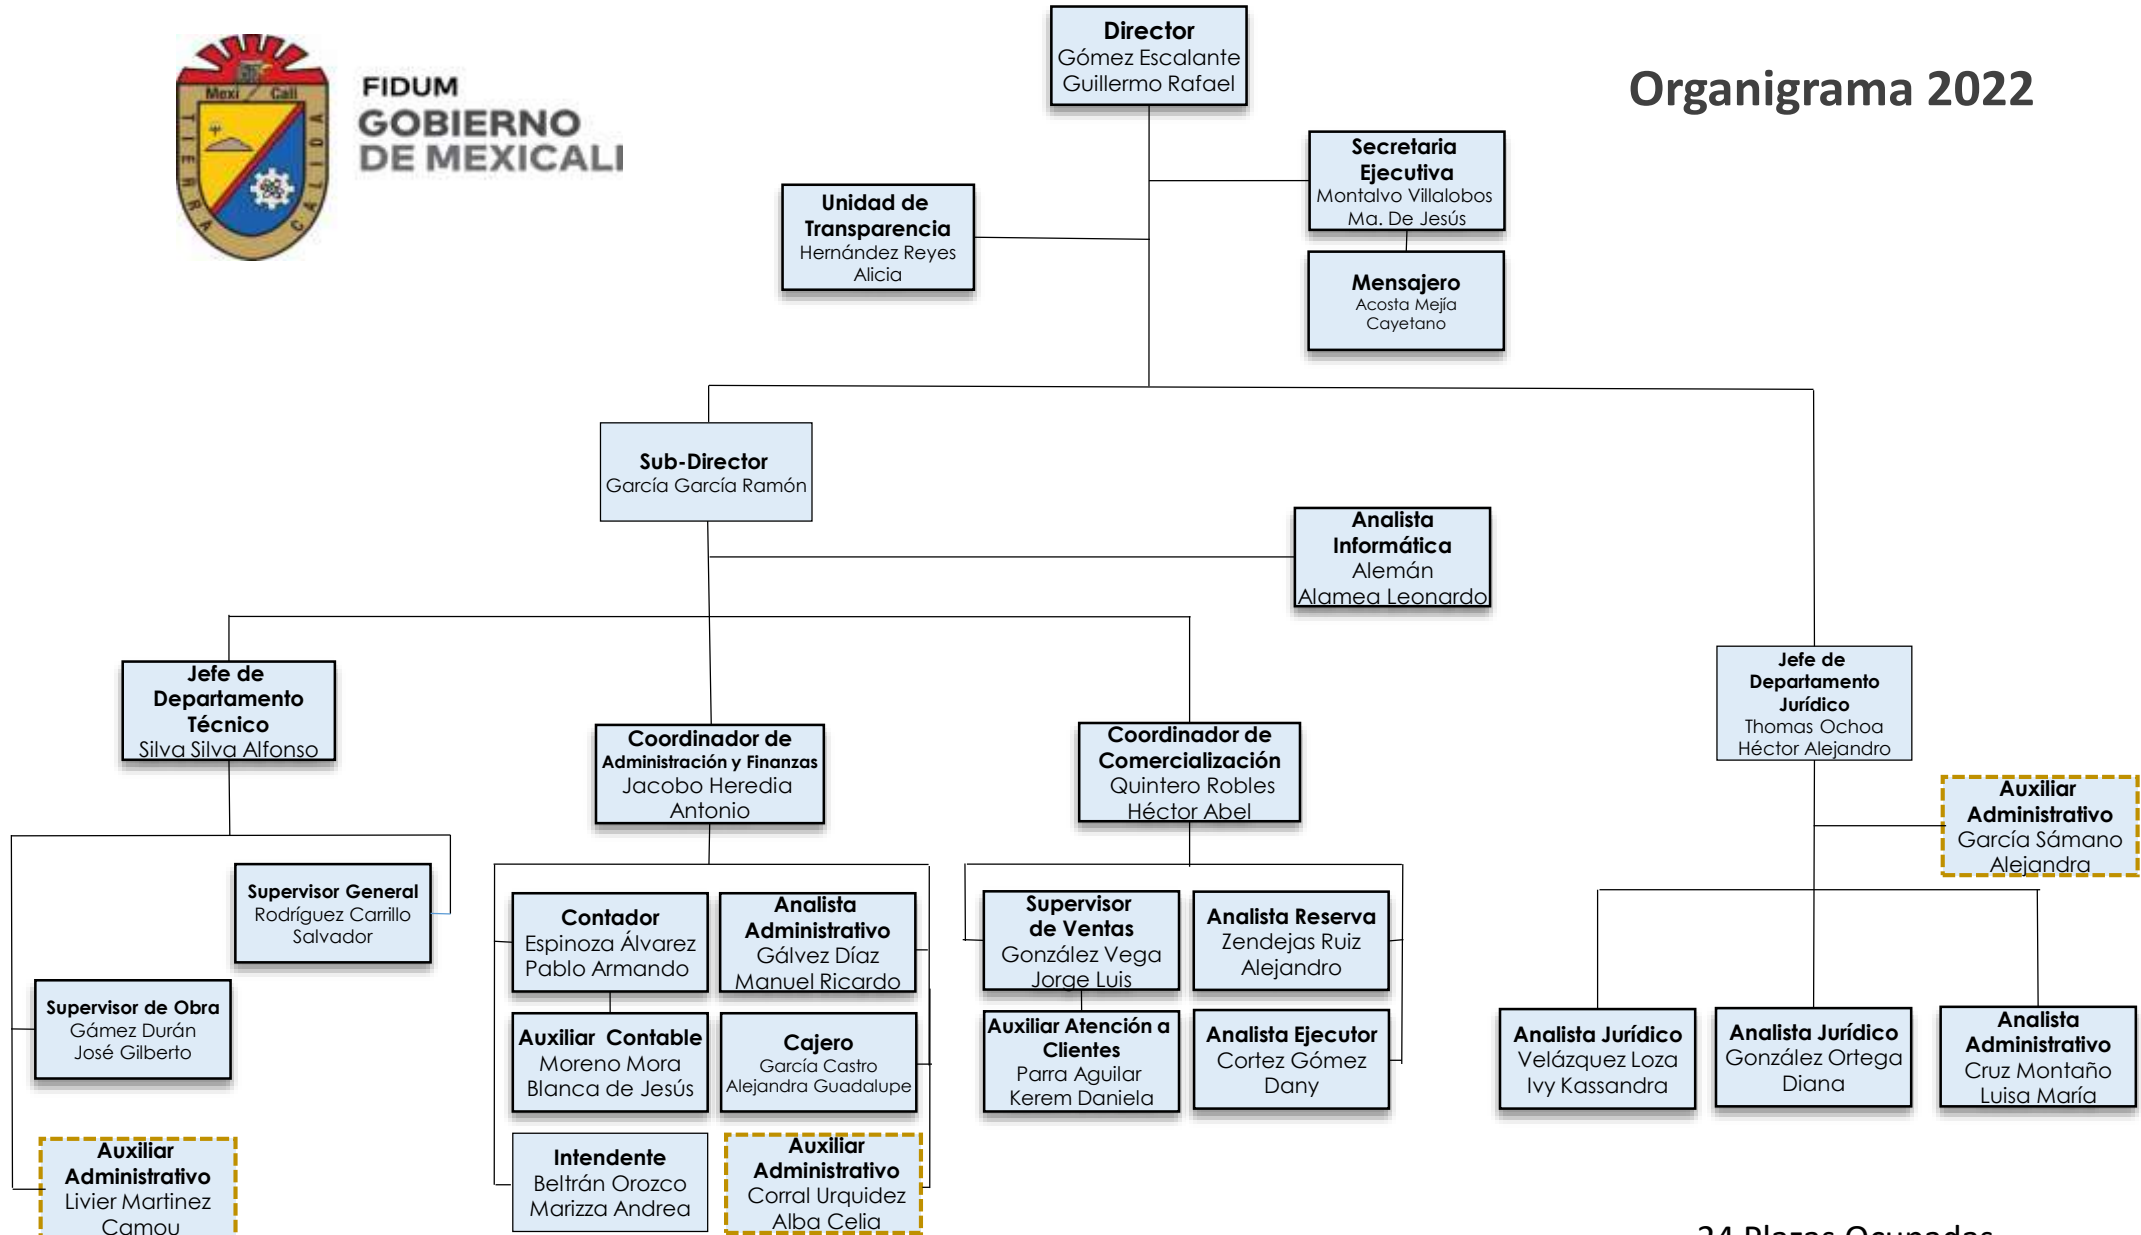 Mexi Cali
TIERRA CALIDA
FIDUM
GOBIERNO
DE MEXICALI
Organigrama 2022
Director
Gómez Escalante
Guillermo Rafael
Secretaria
Ejecutiva
Montalvo Villalobos
Ma. De Jesús
Unidad de
Transparencia
Hernández Reyes
Alicia
Mensajero
Acosta Mejía
Cayetano
Sub-Director
García García Ramón
Analista
Informática
Alemán
Alamea Leonardo
Jefe de
Departamento
Técnico
Silva Silva Alfonso
Coordinador de
Administración y Finanzas
Jacobo Heredia
Antonio
Coordinador de
Comercialización
Quintero Robles
Héctor Abel
Jefe de
Departamento
Jurídico
Thomas Ochoa
Héctor Alejandro
Auxiliar
Administrativo
García Sámano
Alejandra
Supervisor General
Rodríguez Carrillo
Salvador
Supervisor de Obra
Gámez Durán
José Gilberto
Auxiliar
Administrativo
Livier Martinez
Camou
Contador
Espinoza Álvarez
Pablo Armando
Analista
Administrativo
Gálvez Díaz
Manuel Ricardo
Auxiliar Contable
Moreno Mora
Blanca de Jesús
Cajero
García Castro
Alejandra Guadalupe
Intendente
Beltrán Orozco
Marizza Andrea
Auxiliar
Administrativo
Corral Urquidez
Alba Celia
Supervisor
de Ventas
González Vega
Jorge Luis
Analista Reserva
Zendejas Ruiz
Alejandro
Auxiliar Atención a
Clientes
Parra Aguilar
Kerem Daniela
Analista Ejecutor
Cortez Gómez
Dany
Analista Jurídico
Velázquez Loza
Ivy Kassandra
Analista Jurídico
González Ortega
Diana
Analista
Administrativo
Cruz Montaño
Luisa María
24 Plazas Ocupadas